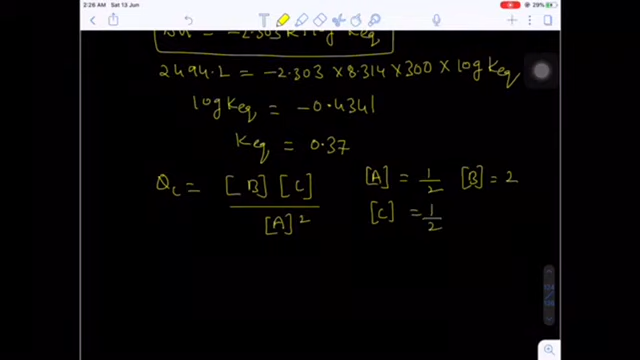 2:26 AM Sat 13 Jun 29%
= -2.303 RT log Keq
2494.2 = -2.303 × 8.314 × 300 × log Keq
log Keq = -0.4341
Keq = 0.37
Qc = [B] [C] / [A]² [A] = 1/2 [B] = 2
[C] = 1/2